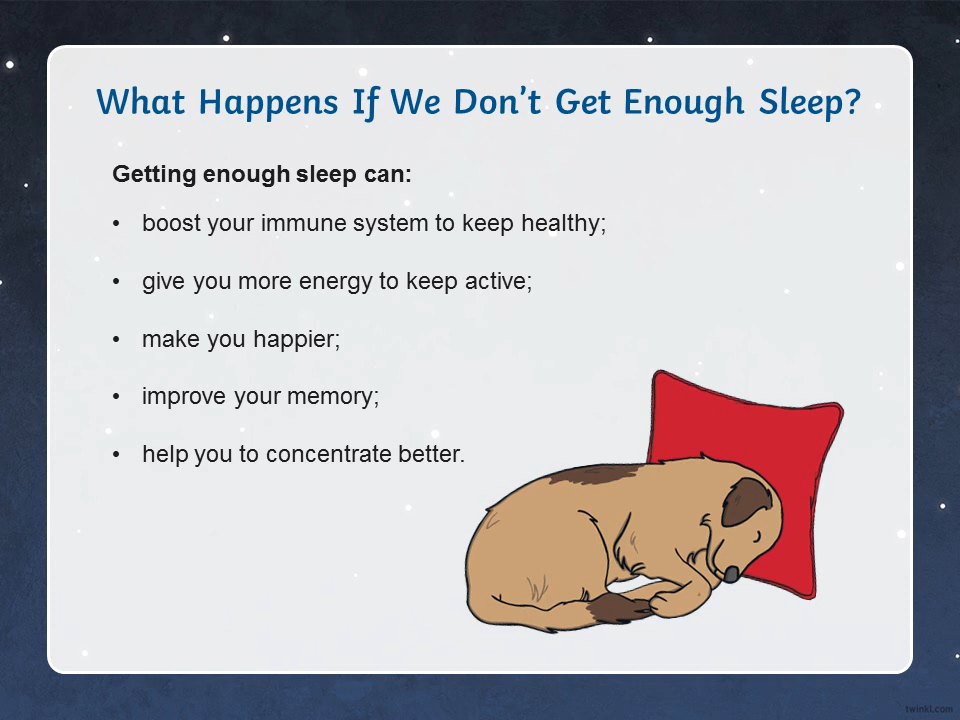 What Happens If We Don't Get Enough Sleep?
Getting enough sleep can:
• boost your immune system to keep healthy;
• give you more energy to keep active;
• make you happier;
• improve your memory;
• help you to concentrate better.
twinkl.com